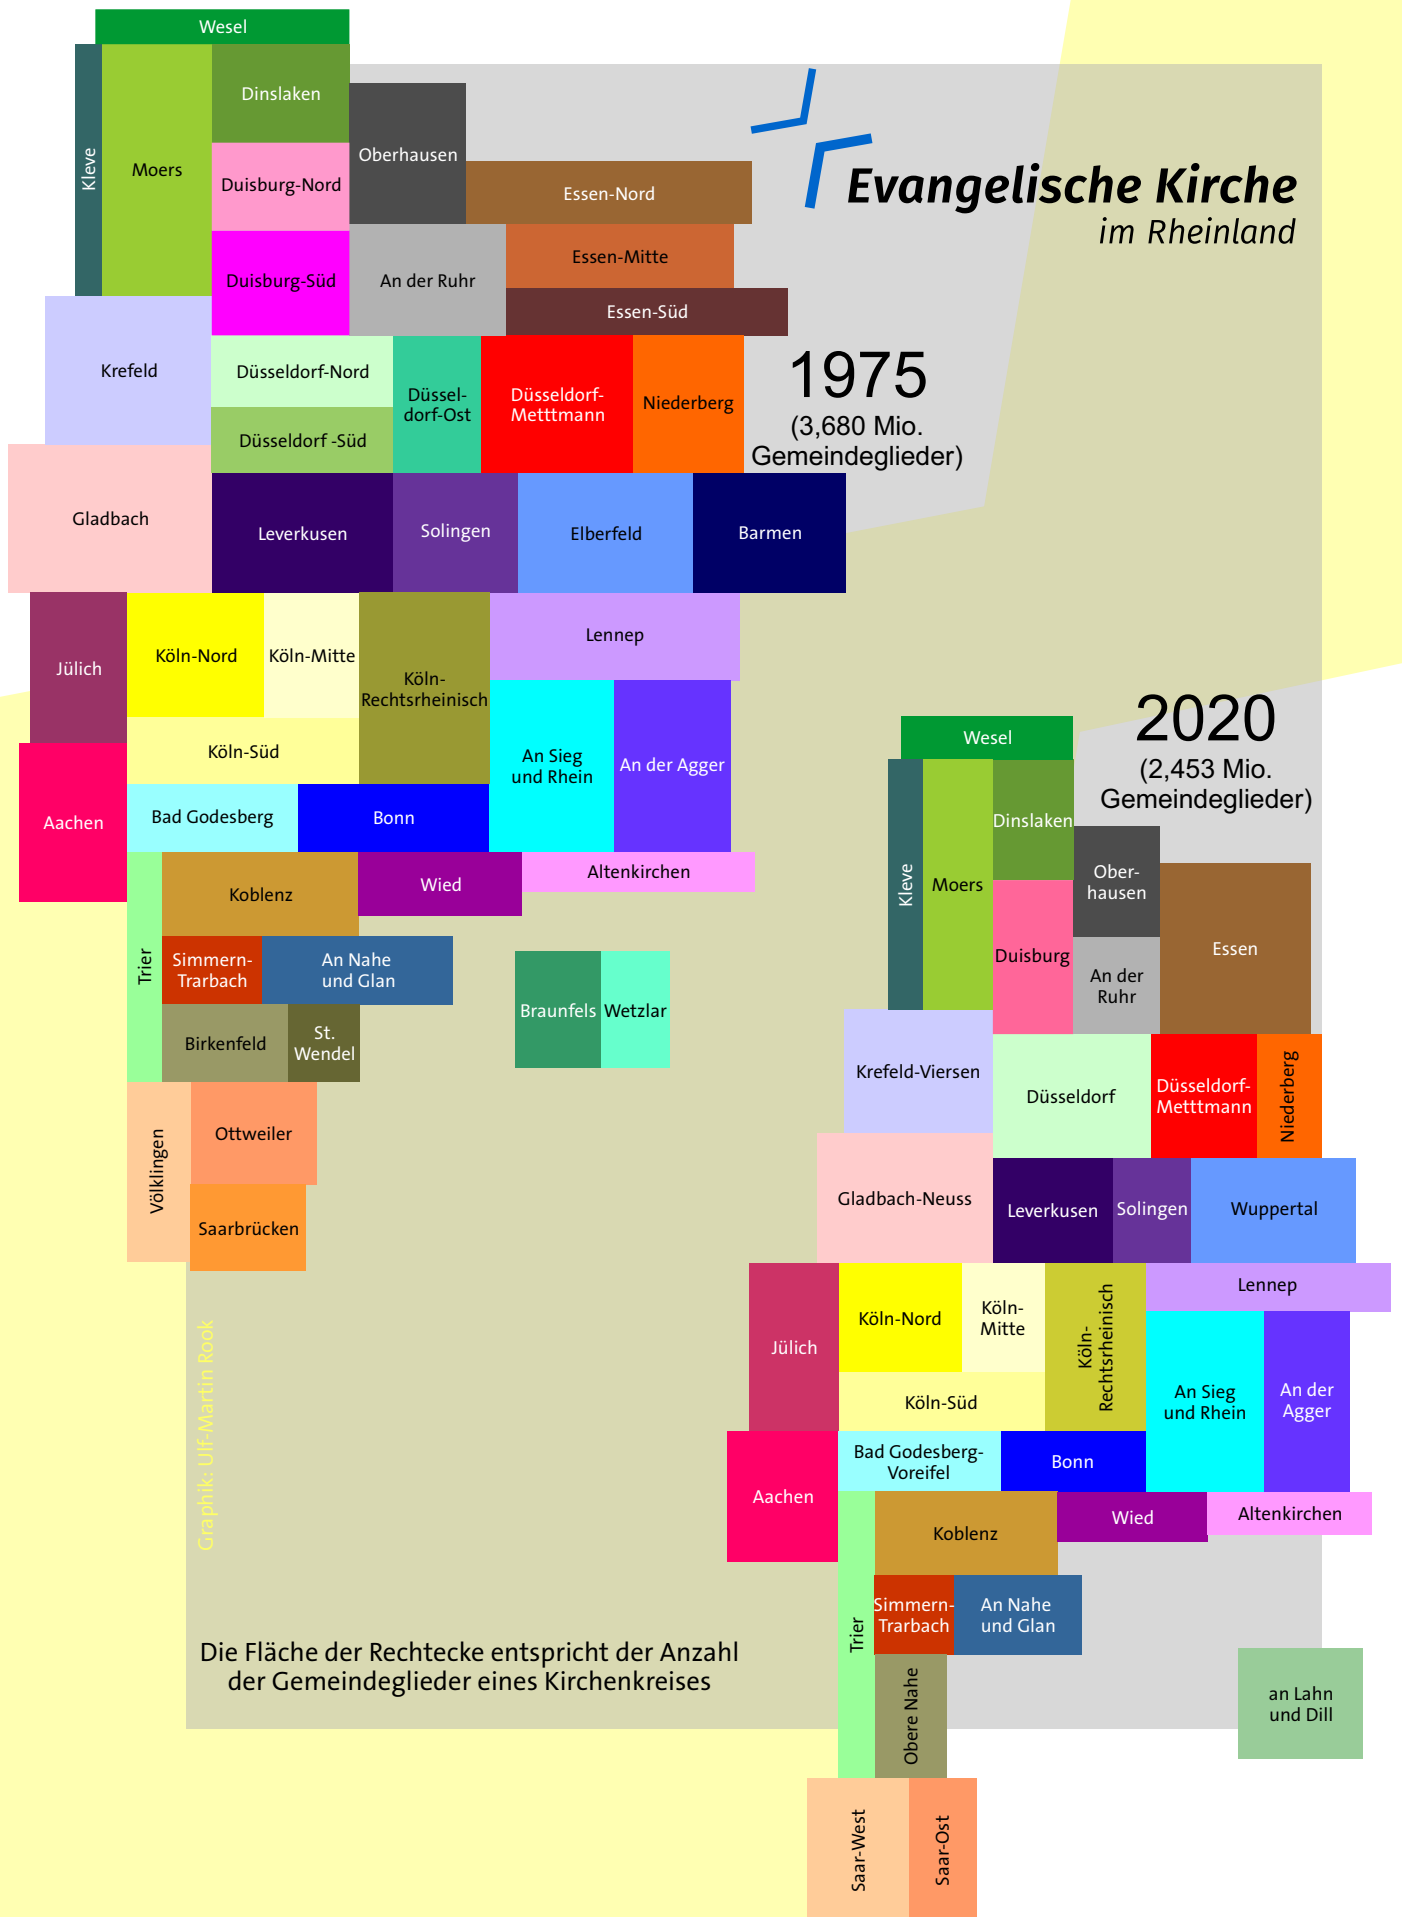 Wesel
Kleve
Moers
Dinslaken
Oberhausen
Duisburg-Nord
Essen-Nord
Duisburg-Süd
An der Ruhr
Essen-Mitte
Essen-Süd
Evangelische Kirche
im Rheinland
Krefeld
Düsseldorf-Nord
Düssel-
dorf-Ost
Düsseldorf-
Metttmann
Niederberg
Düsseldorf -Süd
1975
(3,680 Mio.
Gemeindeglieder)
Gladbach
Leverkusen
Solingen
Elberfeld
Barmen
Jülich
Köln-Nord
Köln-Mitte
Köln-
Rechtsrheinisch
Lennep
Köln-Süd
An Sieg
und Rhein
An der Agger
Aachen
Bad Godesberg
Bonn
Trier
Koblenz
Wied
Altenkirchen
Simmern-
Trarbach
An Nahe
und Glan
Braunfels
Wetzlar
Birkenfeld
St.
Wendel
Völklingen
Ottweiler
Saarbrücken
2020
(2,453 Mio.
Gemeindeglieder)
Wesel
Kleve
Moers
Dinslaken
Ober-
hausen
Duisburg
An der
Ruhr
Essen
Krefeld-Viersen
Düsseldorf
Düsseldorf-
Metttmann
Niederberg
Gladbach-Neuss
Leverkusen
Solingen
Wuppertal
Jülich
Köln-Nord
Köln-
Mitte
Köln-
Rechtsrheinisch
Lennep
Köln-Süd
An Sieg
und Rhein
An der
Agger
Aachen
Bad Godesberg-
Voreifel
Bonn
Trier
Koblenz
Wied
Altenkirchen
Simmern-
Trarbach
An Nahe
und Glan
Obere Nahe
an Lahn
und Dill
Saar-West
Saar-Ost
Graphik: Ulf-Martin Rook
Die Fläche der Rechtecke entspricht der Anzahl
der Gemeindeglieder eines Kirchenkreises